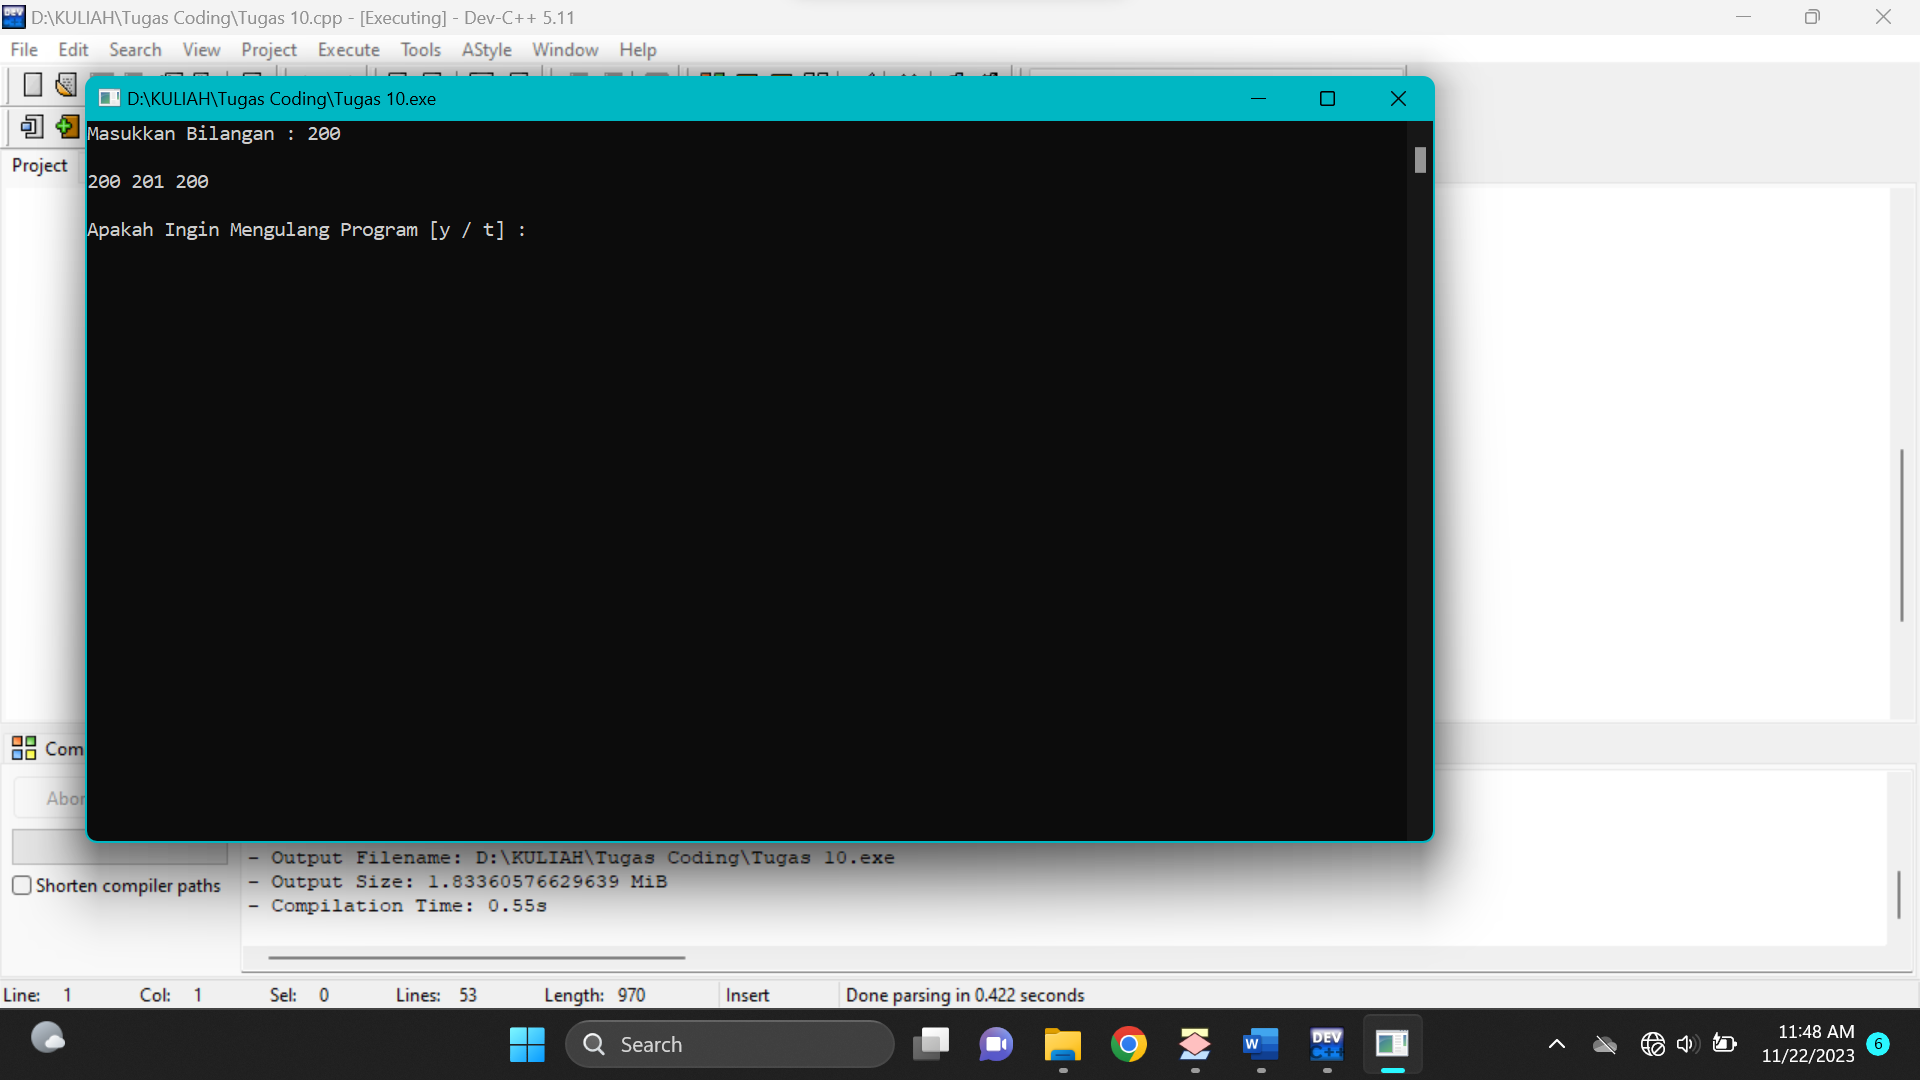 D:\KULIAH\Tugas Coding\Tugas 10.cpp - [Executing] - Dev-C++ 5.11
File Edit Search View Project Execute Tools AStyle Window Help
D:\KULIAH\Tugas Coding\Tugas 10.exe
Project
Masukkan Bilangan : 200
200 201 200
Apakah Ingin Mengulang Program [y / t] :
Com
Abor
- Output Filename: D:\KULIAH\Tugas Coding\Tugas 10.exe
Shorten compiler paths
- Output Size: 1.83360576629639 MiB
- Compilation Time: 0.55s
Line: 1 Col: 1 Sel: 0 Lines: 53 Length: 970 Insert Done parsing in 0.422 seconds
Search
DEV C++
W
11:48 AM
11/22/2023
6